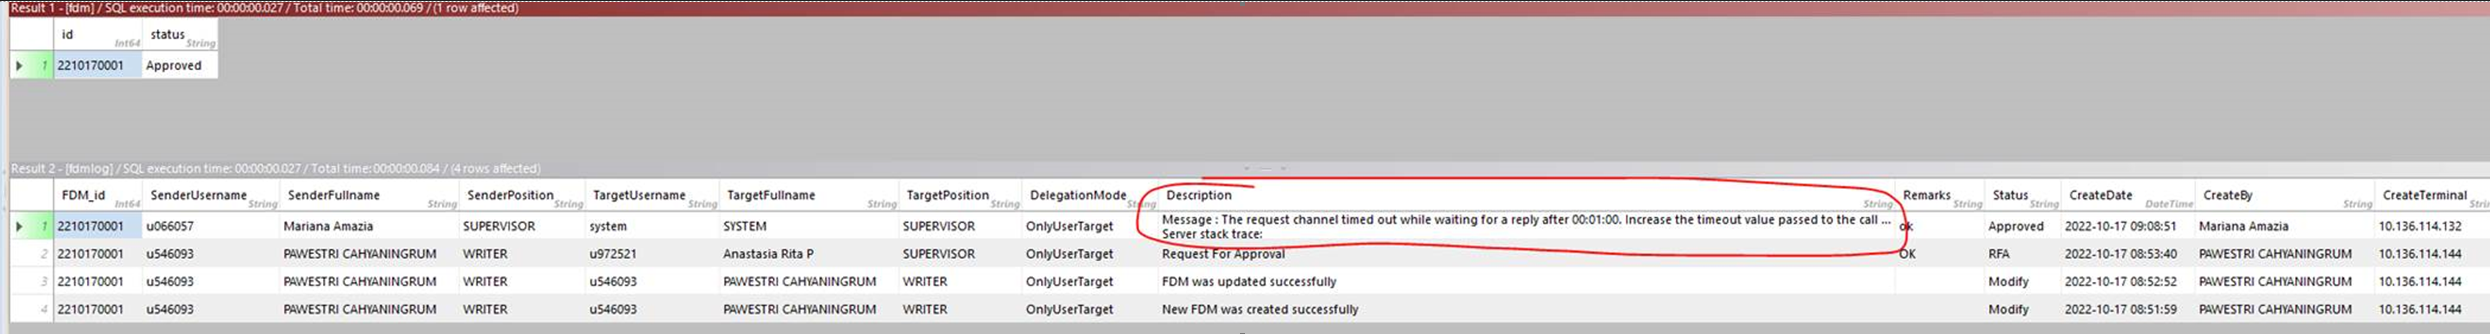 Result 1 - [fdm] / SQL execution time: 00:00:00.027 / Total time: 00:00:00.069 / (1 row affected)
id Int64 status String
1 2210170001 Approved
Result 2 - [fdmlog] / SQL execution time: 00:00:00.027 / Total time: 00:00:00.084 / (4 rows affected)
FDM_id Int64 SenderUsername String SenderFullname String SenderPosition String TargetUsername String TargetFullname String TargetPosition String DelegationMode String Description String Remarks String Status String CreateDate DateTime CreateBy String CreateTerminal
1 2210170001 u066057 Mariana Amazia SUPERVISOR system SYSTEM SUPERVISOR OnlyUserTarget Message : The request channel timed out while waiting for a reply after 00:01:00. Increase the timeout value passed to the call ... ok Approved 2022-10-17 09:08:51 Mariana Amazia 10.136.114.132
Server stack trace:
2 2210170001 u546093 PAWESTRI CAHYANINGRUM WRITER u972521 Anastasia Rita P SUPERVISOR OnlyUserTarget Request For Approval OK RFA 2022-10-17 08:53:40 PAWESTRI CAHYANINGRUM 10.136.114.144
3 2210170001 u546093 PAWESTRI CAHYANINGRUM WRITER u546093 PAWESTRI CAHYANINGRUM WRITER OnlyUserTarget FDM was updated successfully Modify 2022-10-17 08:52:52 PAWESTRI CAHYANINGRUM 10.136.114.144
4 2210170001 u546093 PAWESTRI CAHYANINGRUM WRITER u546093 PAWESTRI CAHYANINGRUM WRITER OnlyUserTarget New FDM was created successfully Modify 2022-10-17 08:51:59 PAWESTRI CAHYANINGRUM 10.136.114.144